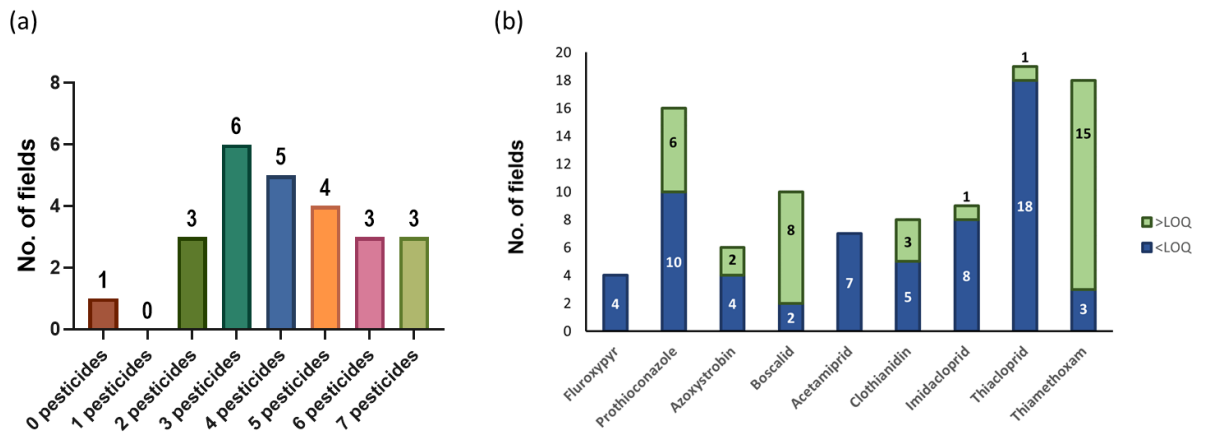 (a)
No. of fields
8
6
4
2
0
1
0
3
6
5
4
3
3
0 pesticides
1 pesticides
2 pesticides
3 pesticides
4 pesticides
5 pesticides
6 pesticides
7 pesticides
(b)
No. of fields
20
18
16
14
12
10
8
6
4
2
0
4
6
10
2
4
8
2
7
3
5
1
8
1
18
15
3
Fluroxypyr
Prothioconazole
Azoxystrobin
Boscalid
Acetamiprid
Clothianidin
Imidacloprid
Thiacloprid
Thiamethoxam
>LOQ
<LOQ